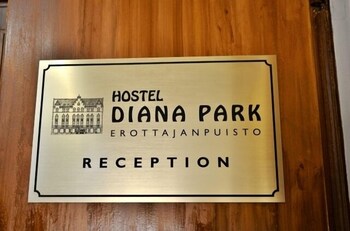 HOSTEL
DIANA PARK
EROTTAJANPUISTO
RECEPTION